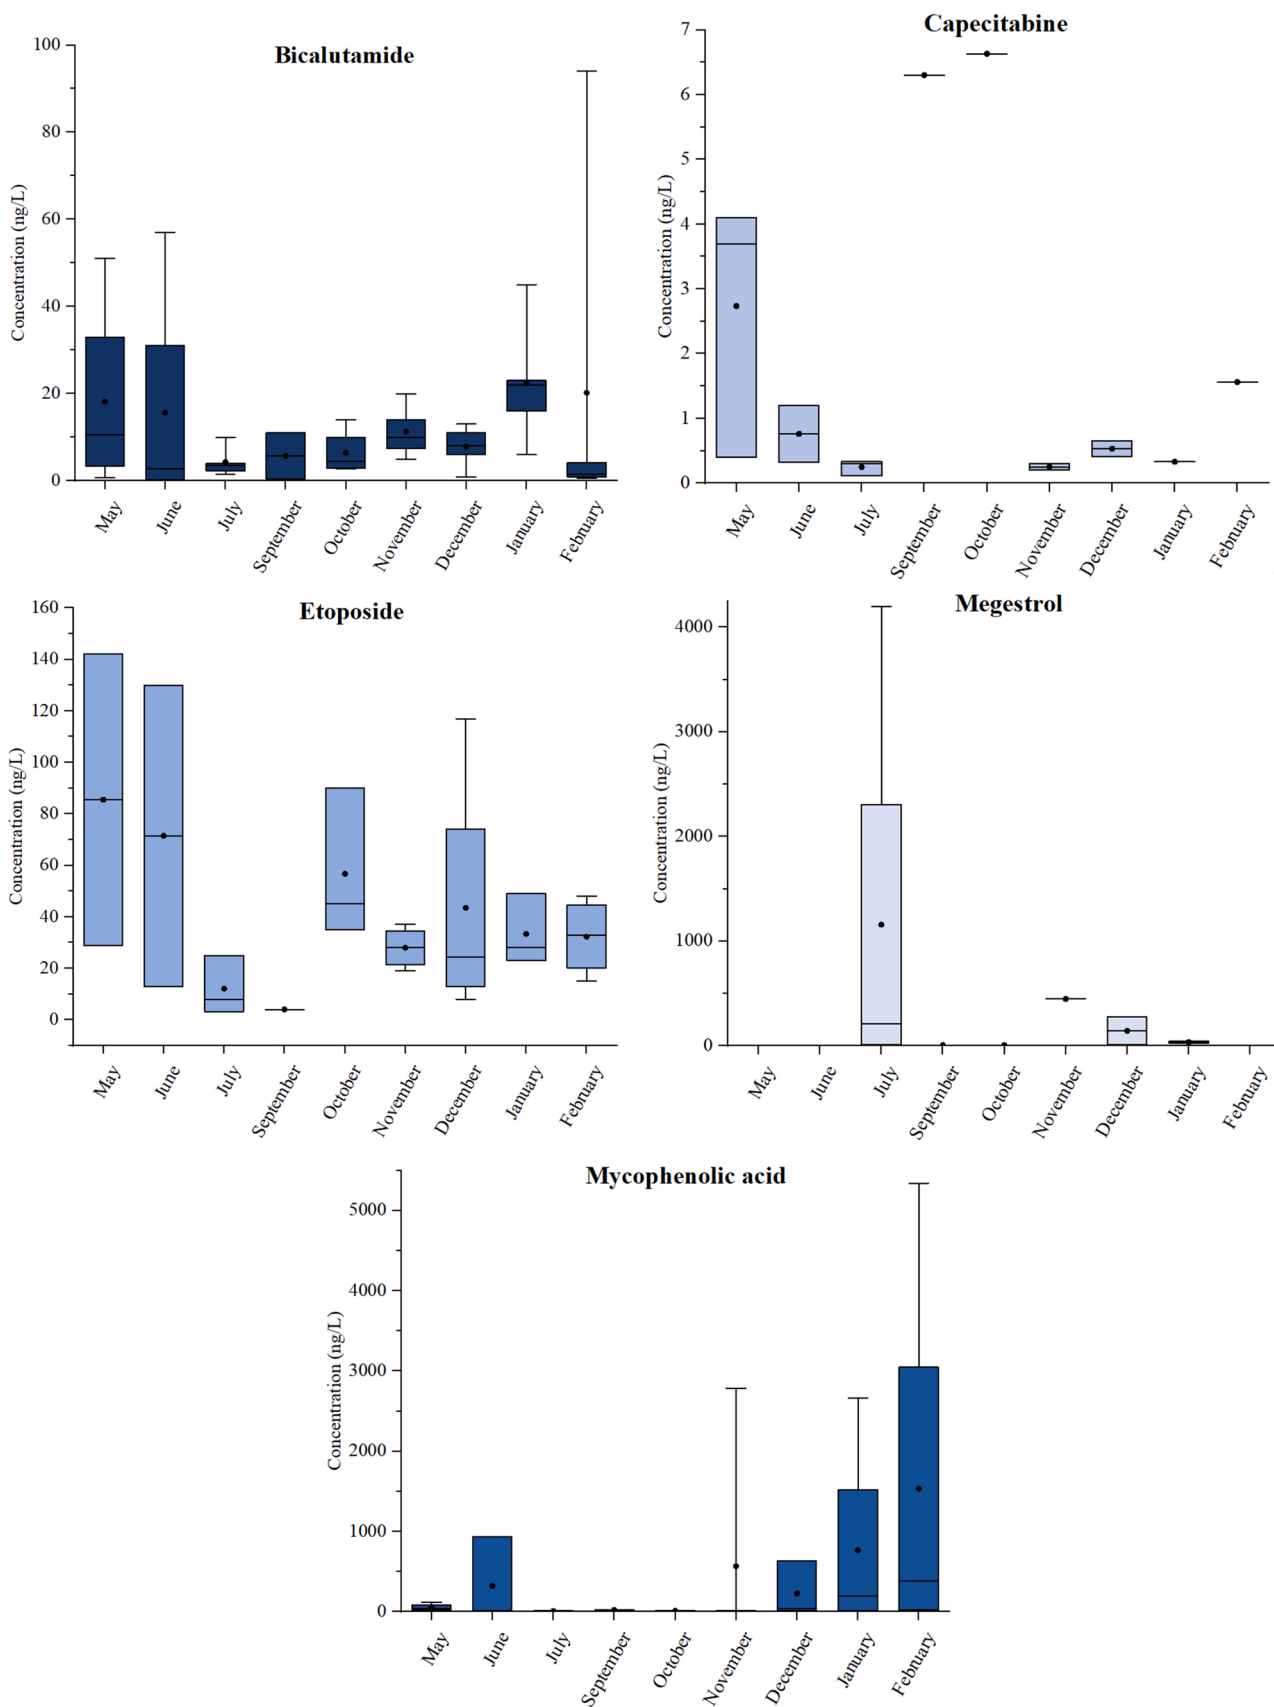 Bicalutamide
Concentration (ng/L)
100
80
60
40
20
0
May
June
July
September
October
November
December
January
February
Capecitabine
Concentration (ng/L)
7
6
5
4
3
2
1
0
May
June
July
September
October
November
December
January
February
Etoposide
Concentration (ng/L)
160
140
120
100
80
60
40
20
0
May
June
July
September
October
November
December
January
February
Megestrol
Concentration (ng/L)
4000
3000
2000
1000
0
May
June
July
September
October
November
December
January
February
Mycophenolic acid
Concentration (ng/L)
5000
4000
3000
2000
1000
0
May
June
July
September
October
November
December
January
February